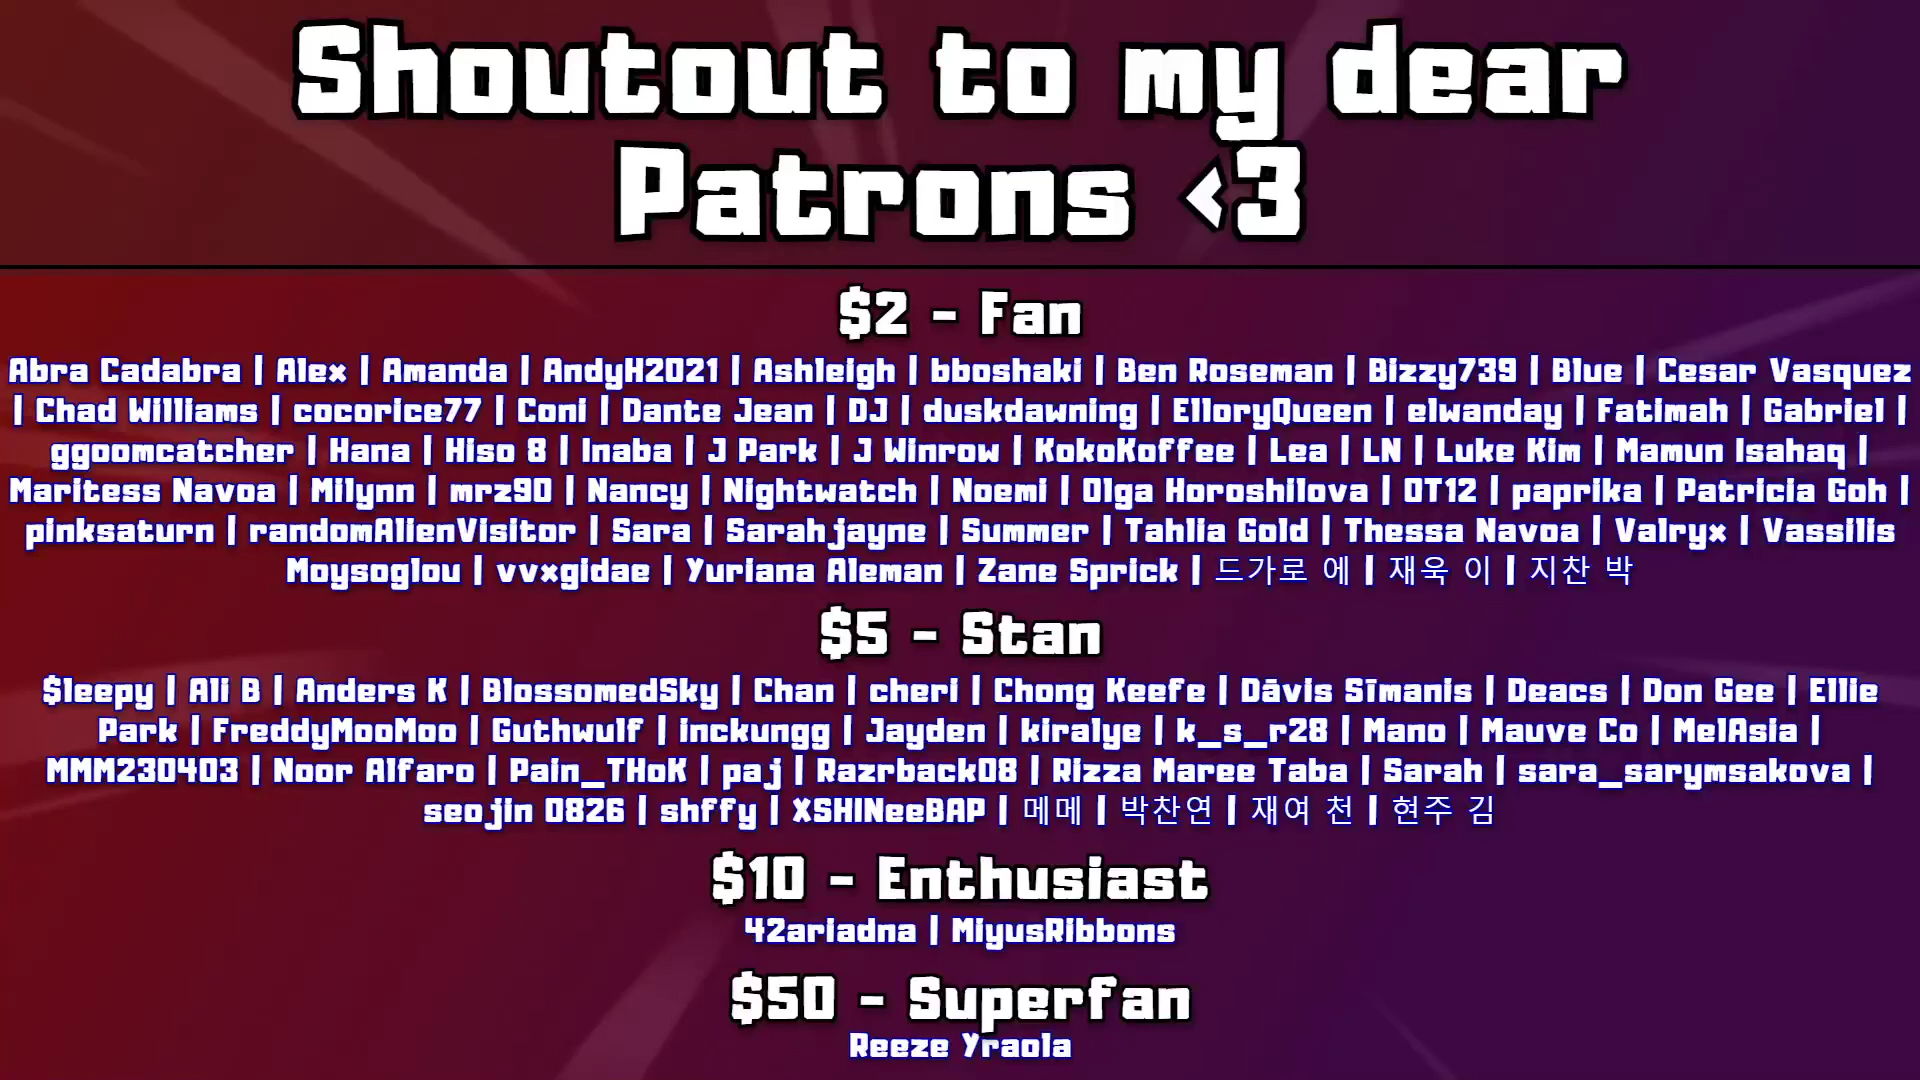 Shoutout to my dear
Patrons <3
$2 - Fan
Abra Cadabra | Alex | Amanda | AndyH2021 | Ashleigh | bboshaki | Ben Roseman | Bizzy739 | Blue | Cesar Vasquez
| Chad Williams | cocorice77 | Coni | Dante Jean | DJ | duskdawning | ElloryQueen | elwanday | Fatimah | Gabriel |
ggoomcatcher | Hana | Hiso 8 | Inaba | J Park | J Winrow | KokoKoffee | Lea | LN | Luke Kim | Mamun Isahaq |
Maritess Navoa | Milynn | mrz90 | Nancy | Nightwatch | Noemi | Olga Horoshilova | OT12 | paprika | Patricia Goh |
pinksaturn | randomAlienVisitor | Sara | Sarahjayne | Summer | Tahlia Gold | Thessa Navoa | Valryx | Vassilis
Moysoglou | vvxgidae | Yuriana Aleman | Zane Sprick | 드가로 에 | 재욱 이 | 지찬 박
$5 - Stan
$leepy | Ali B | Anders K | BlossomedSky | Chan | cheri | Chong Keefe | Dāvis Sīmanis | Deacs | Don Gee | Ellie
Park | FreddyMooMoo | Guthwulf | inckungg | Jayden | kiralye | k_s_r28 | Mano | Mauve Co | MelAsia |
MMM230403 | Noor Alfaro | Pain_THoK | paj | Razrback08 | Rizza Maree Taba | Sarah | sara_sarymsakova |
seojin 0826 | shffy | XSHINeeBAP | 메메 | 박찬연 | 재여 천 | 현주 김
$10 - Enthusiast
42ariadna | MiyusRibbons
$50 - Superfan
Reeze Yraola